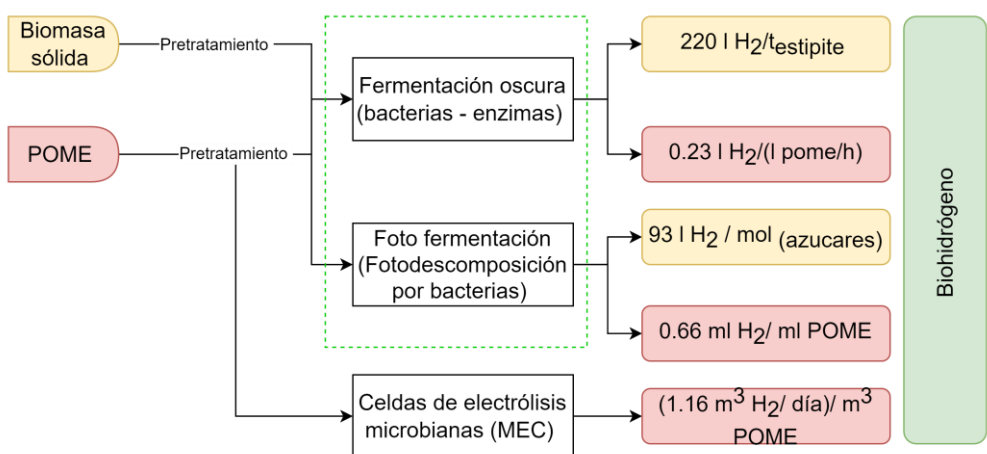 Biomasa
sólida
Pretratamiento
POME
Pretratamiento
Fermentación oscura
(bacterias - enzimas)
Foto fermentación
(Fotodescomposición
por bacterias)
Celdas de electrólisis
microbianas (MEC)
220 l H2/testipite
0.23 l H2/(l pome/h)
93 l H2 / mol (azucares)
0.66 ml H2/ ml POME
(1.16 m3 H2/ día)/ m3
POME
Biohidrógeno